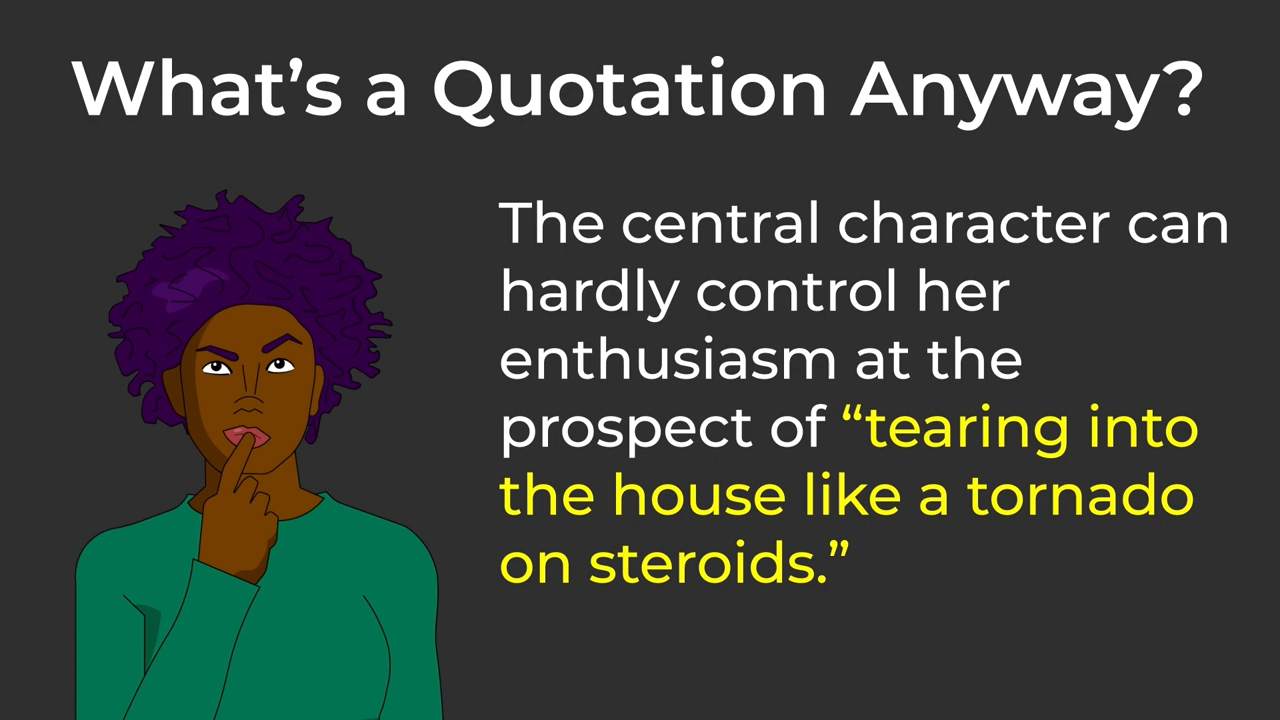 What’s a Quotation Anyway?
The central character can
hardly control her
enthusiasm at the
prospect of “tearing into
the house like a tornado
on steroids.”